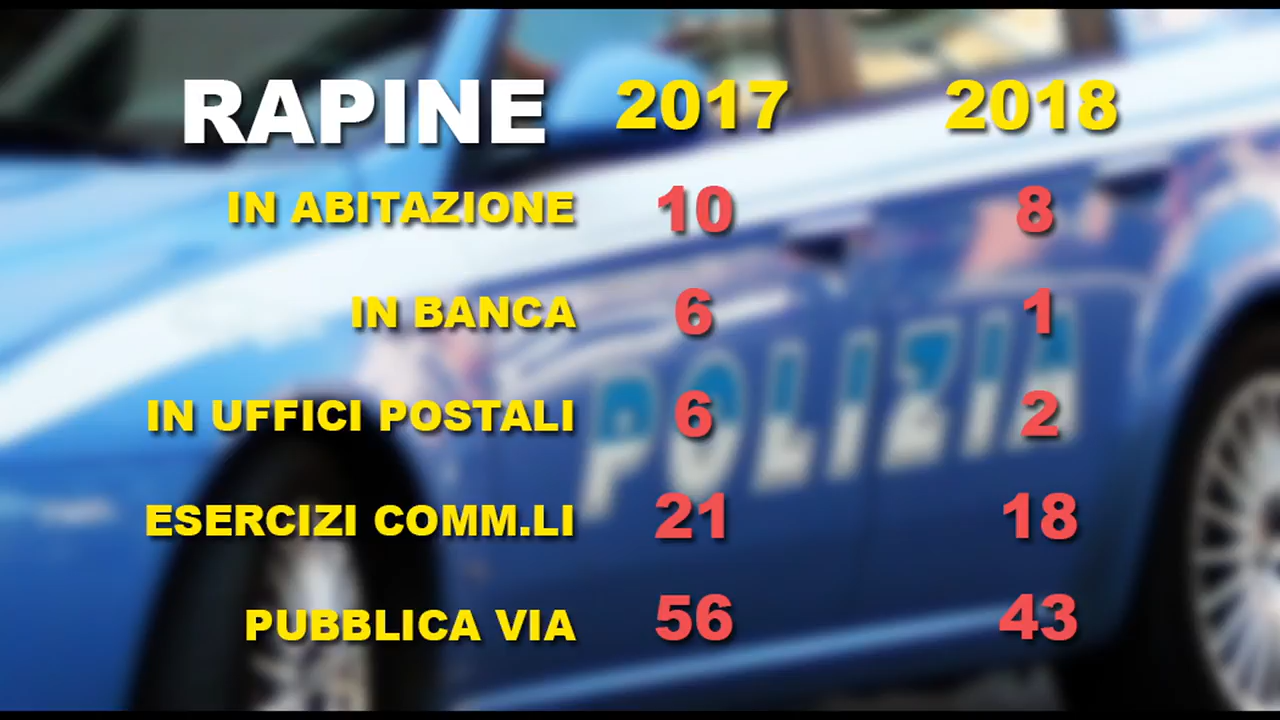 RAPINE 2017 2018
IN ABITAZIONE 10 8
IN BANCA 6 1
IN UFFICI POSTALI 6 2
ESERCIZI COMM.LI 21 18
PUBBLICA VIA 56 43
POLIZIA